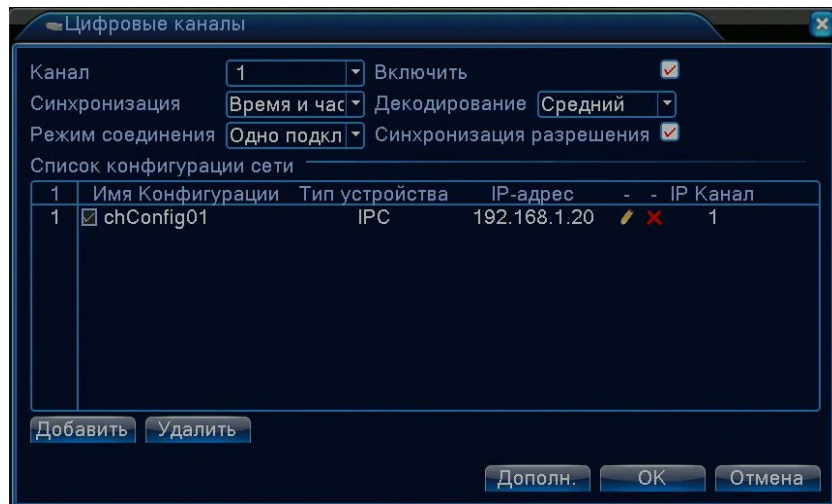 Цифровые каналы
Канал 1 Включить
Синхронизация Время и час Декодирование Средний
Режим соединения Одно подкл Синхронизация разрешения
Список конфигурации сети
1 Имя Конфигурации Тип устройства IP-адрес - - IP Канал
1 chConfig01 IPC 192.168.1.20 1
Добавить Удалить
Дополн. OK Отмена